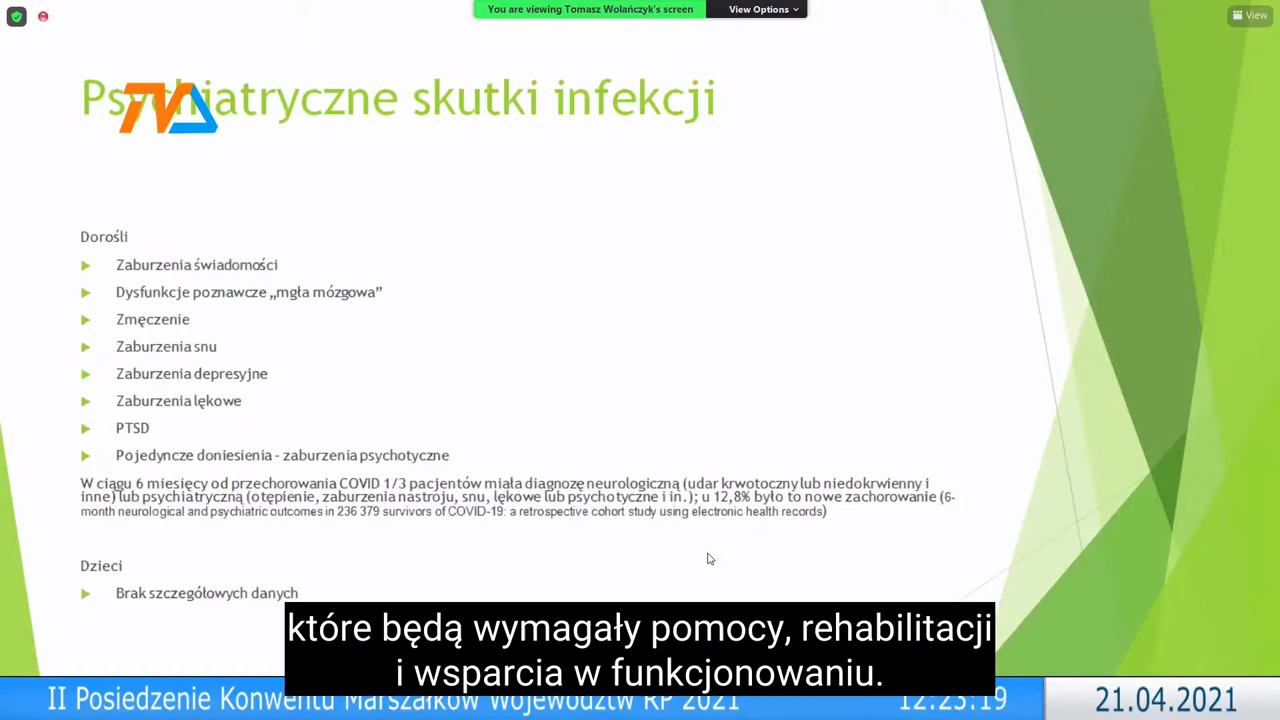 You are viewing Tomasz Wolańczyk's screen
View Options
View
Psychiatryczne skutki infekcji
TVA
Dorośli
Zaburzenia świadomości
Dysfunkcje poznawcze „mgła mózgowa”
Zmęczenie
Zaburzenia snu
Zaburzenia depresyjne
Zaburzenia lękowe
PTSD
Pojedyncze doniesienia - zaburzenia psychotyczne
W ciągu 6 miesięcy od przechorowania COVID 1/3 pacjentów miała diagnozę neurologiczną (udar krwotoczny lub niedokrwienny i
inne) lub psychiatryczną (otępienie, zaburzenia nastroju, snu, lękowe lub psychotyczne i in.); u 12,8% było to nowe zachorowanie (6-
month neurological and psychiatric outcomes in 236 379 survivors of COVID-19: a retrospective cohort study using electronic health records)
Dzieci
Brak szczegółowych danych
które będą wymagały pomocy, rehabilitacji
i wsparcia w funkcjonowaniu.
II Posiedzenie Konwentu Marszałków Województw RP 2021
12:23:19
21.04.2021